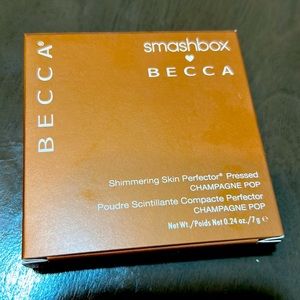 BECCA®
smashbox
BECCA
Shimmering Skin Perfector® Pressed
CHAMPAGNE POP
Poudre Scintillante Compacte Perfector
CHAMPAGNE POP
Net Wt./Poids Net 0.24 oz./7 g e